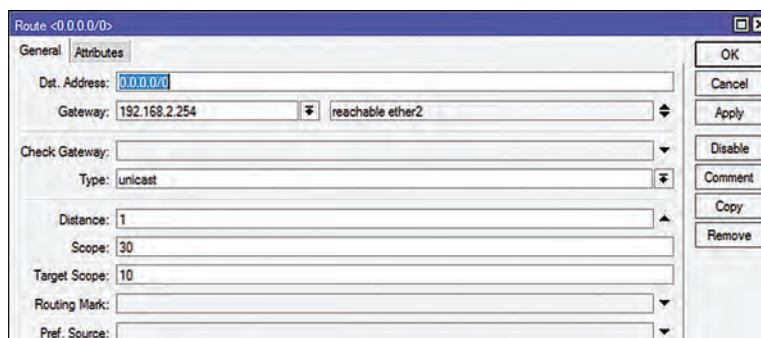 Route <0.0.0.0/0>
General Attributes
Dst. Address: 0.0.0.0/0
Gateway: 192.168.2.254 reachable ether2
Check Gateway:
Type: unicast
Distance: 1
Scope: 30
Target Scope: 10
Routing Mark:
Pref. Source:
OK
Cancel
Apply
Disable
Comment
Copy
Remove